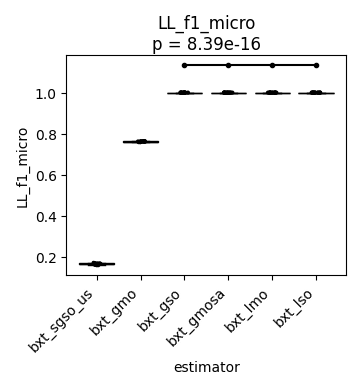 LL_f1_micro
p = 8.39e-16
LL_f1_micro
1.0
0.8
0.6
0.4
0.2
bxt_sgso_us
bxt_gmo
bxt_gso
bxt_gmosa
bxt_lmo
bxt_lso
estimator